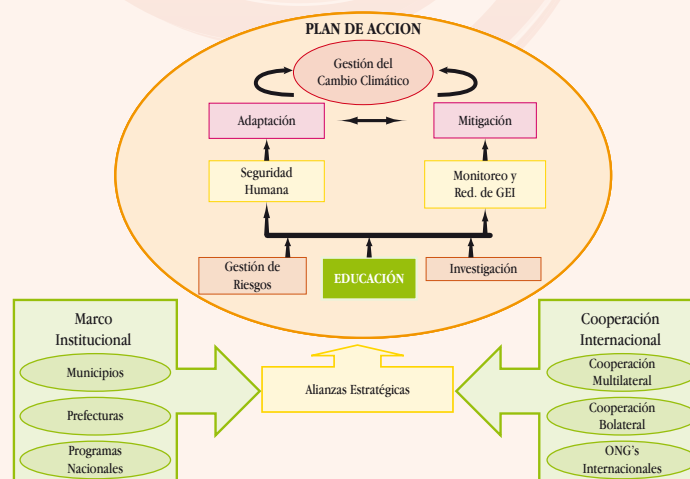 PLAN DE ACCION
Gestión del
Cambio Climático
Adaptación
Mitigación
Seguridad
Humana
Monitoreo y
Red. de GEI
Gestión de
Riesgos
EDUCACIÓN
Investigación
Marco
Institucional
Municipios
Prefecturas
Programas
Nacionales
Alianzas Estratégicas
Cooperación
Internacional
Cooperación
Multilateral
Cooperación
Bolateral
ONG's
Internacionales